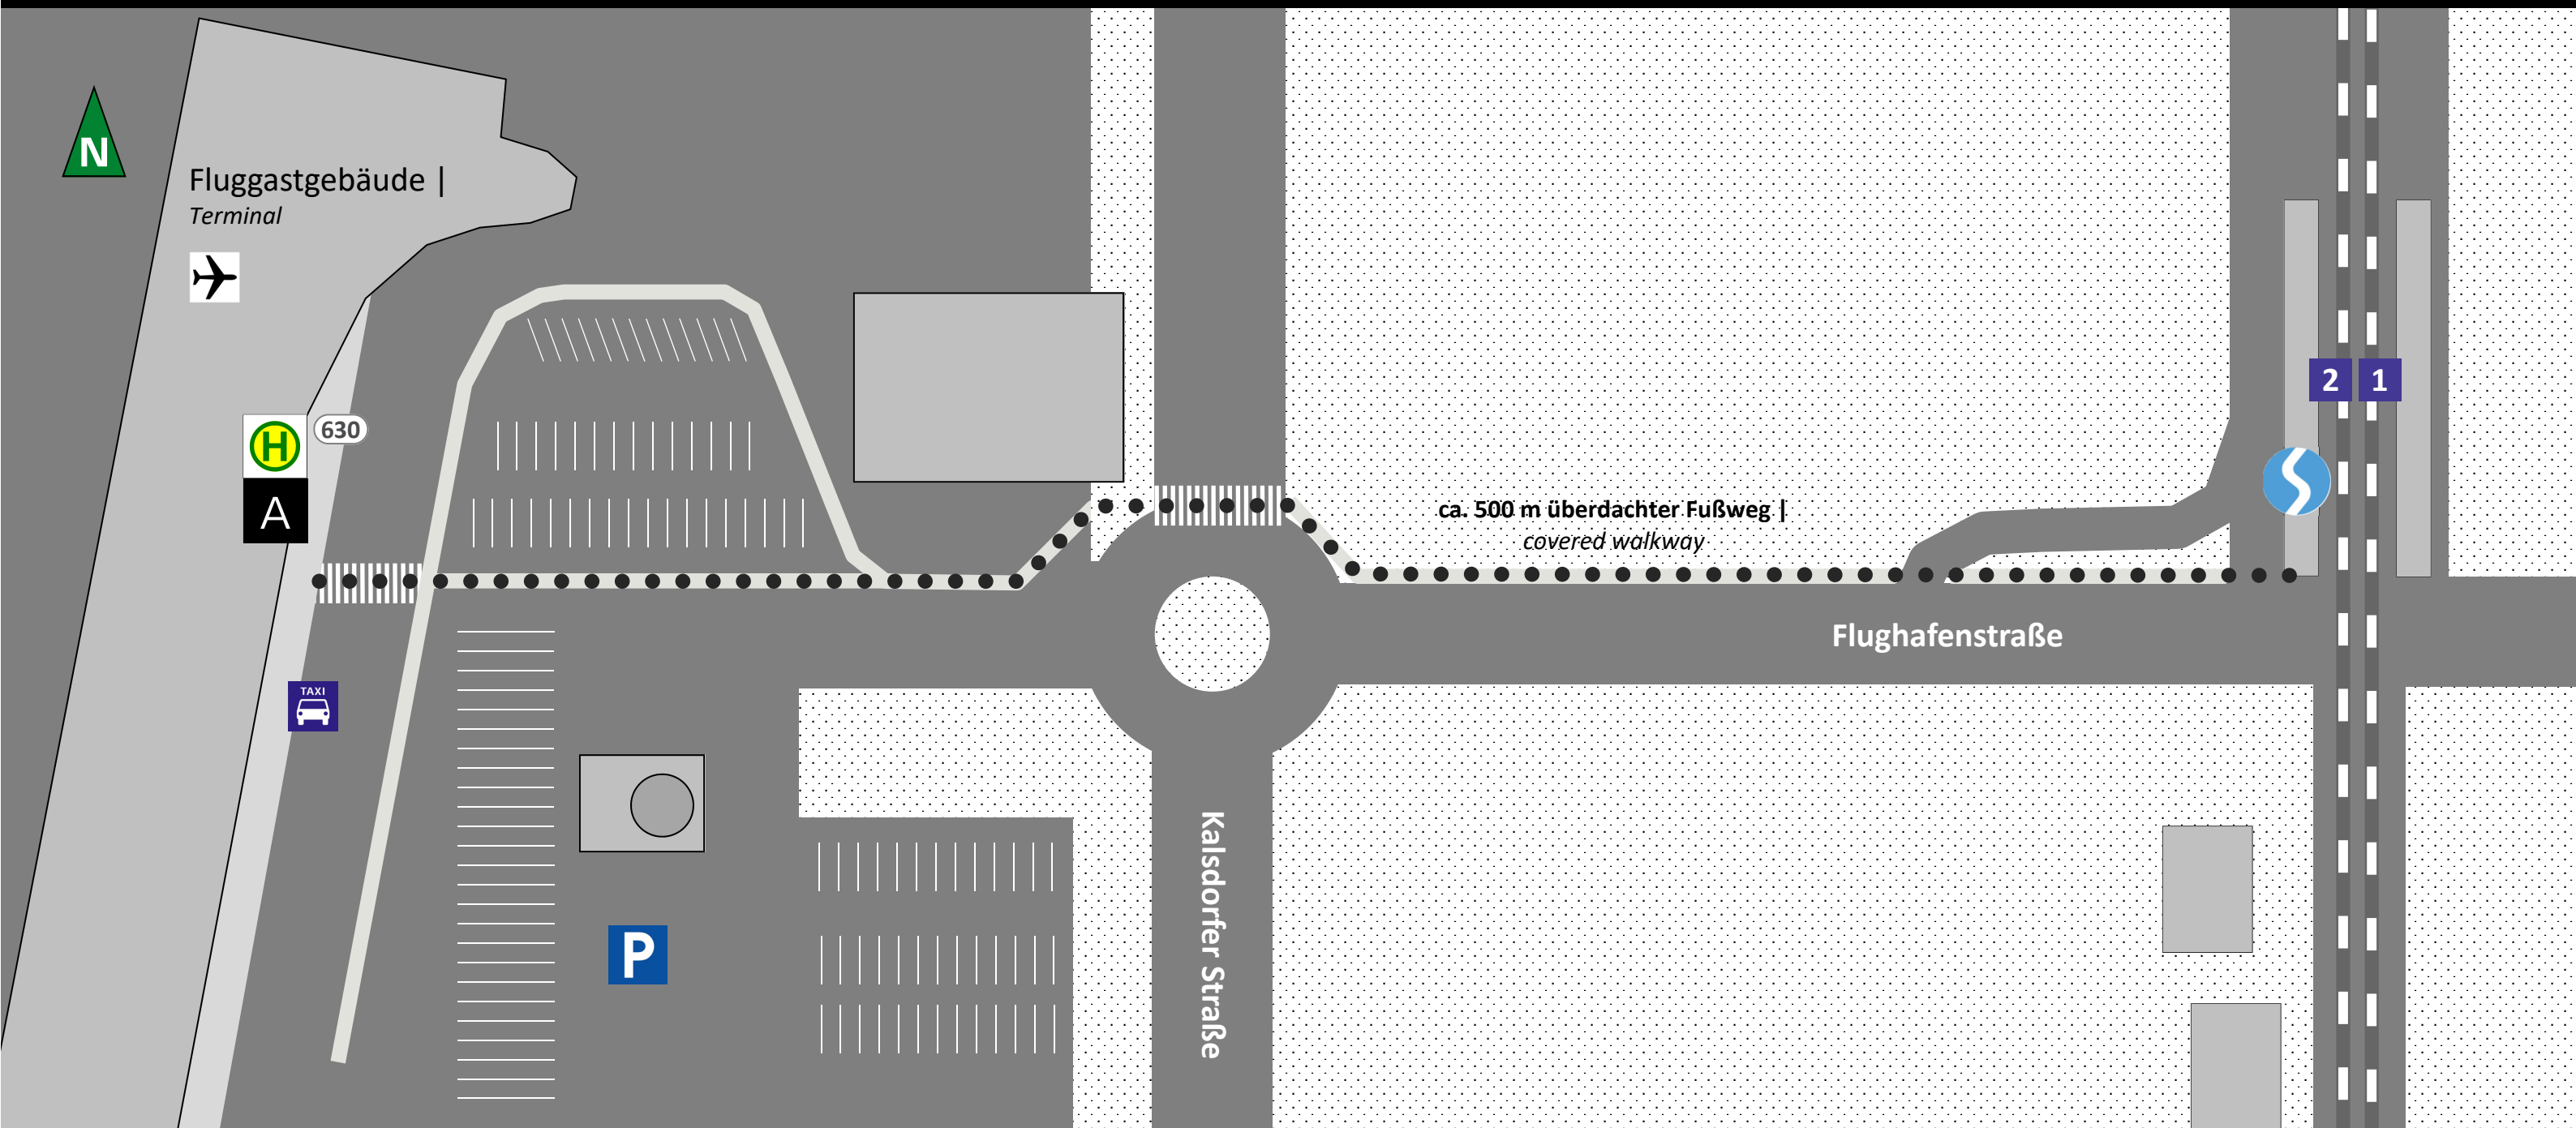 N
Fluggastgebäude |
Terminal
H
630
A
TAXI
P
ca. 500 m überdachter Fußweg |
covered walkway
Flughafenstraße
Kalsdorfer Straße
2
1
S